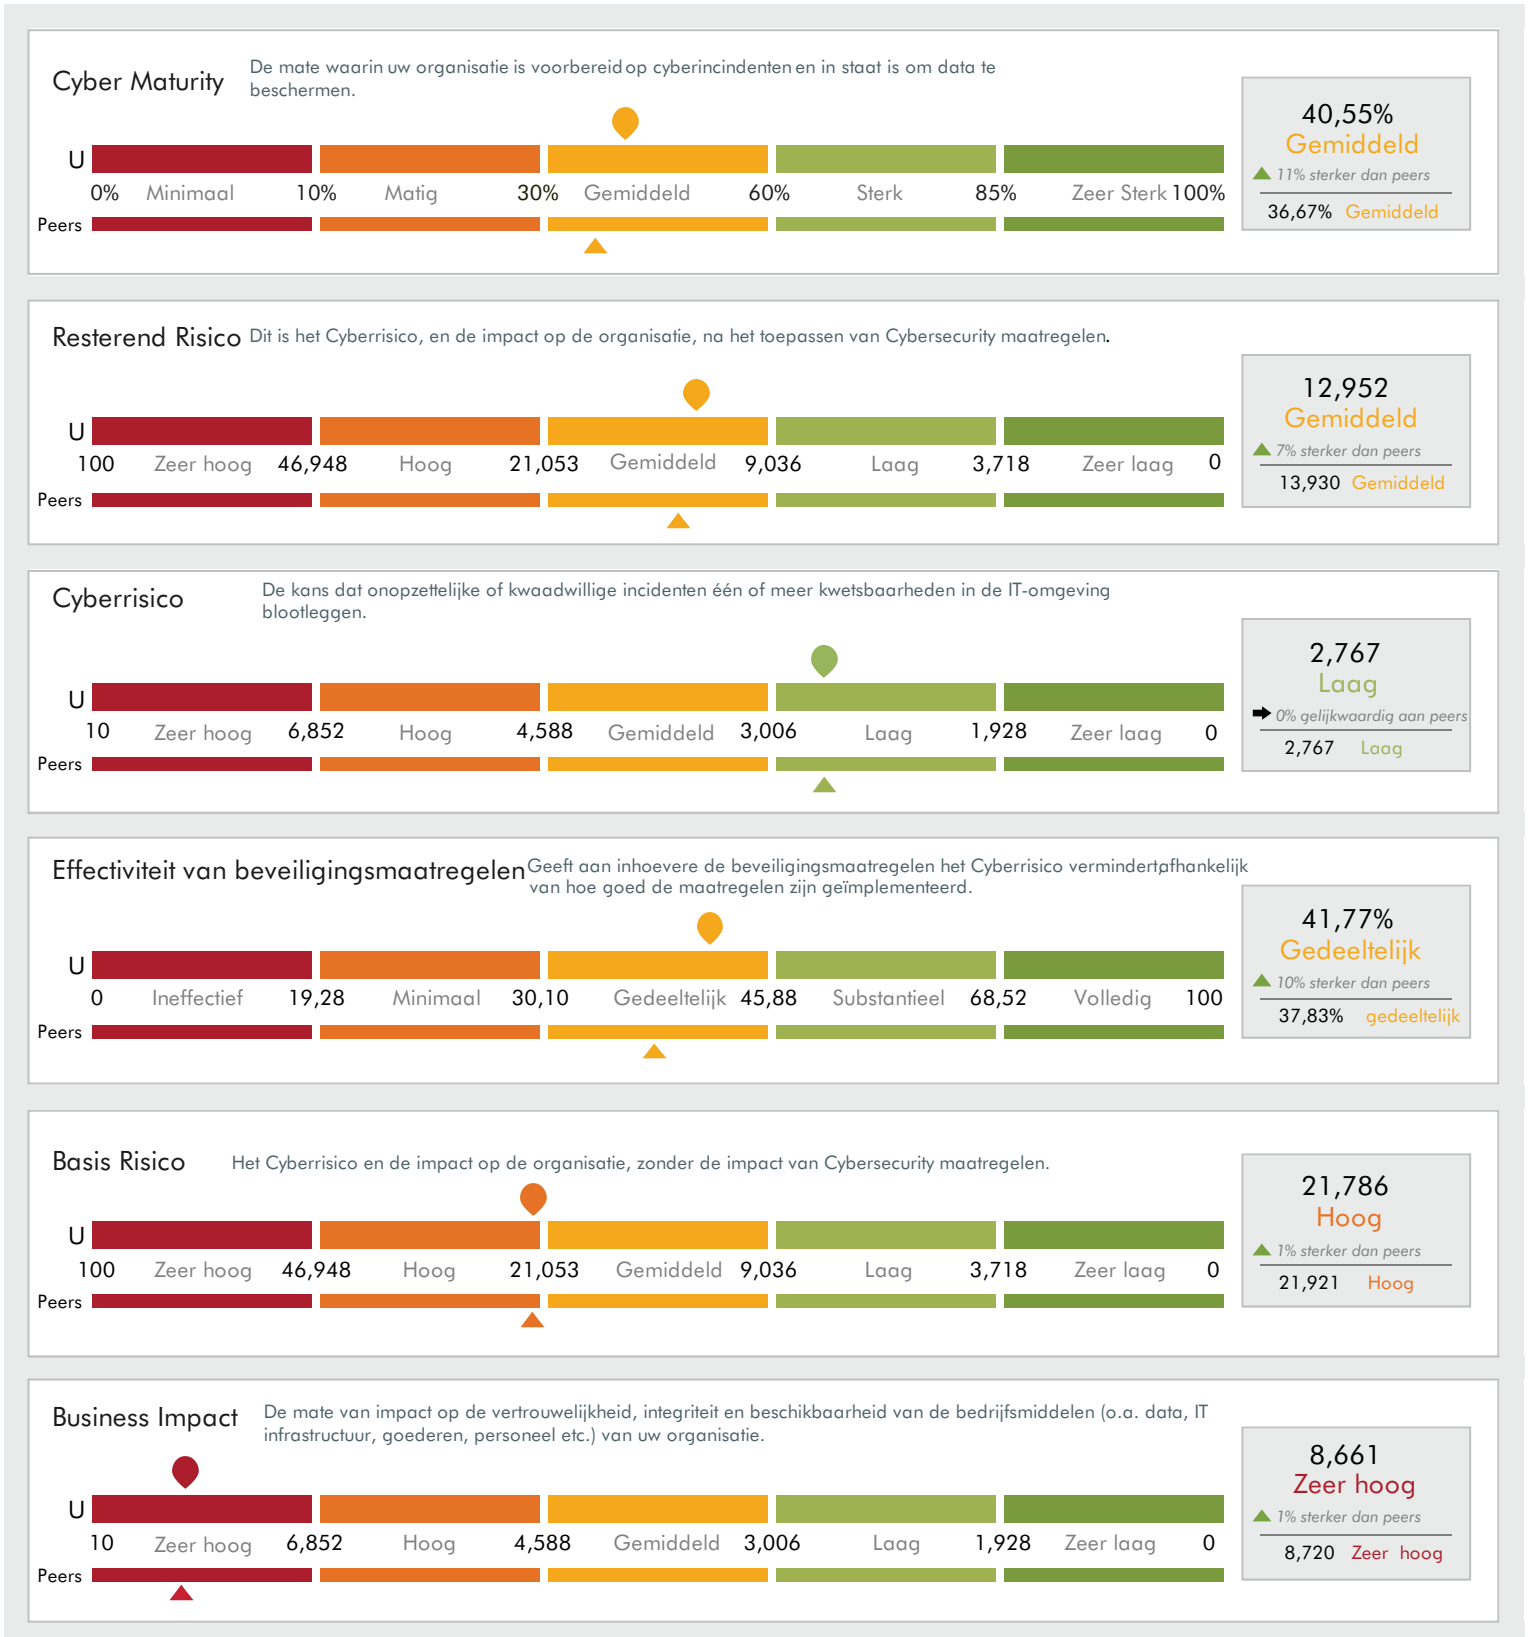 Cyber Maturity
De mate waarin uw organisatie is voorbereid op cyberincindenten en in staat is om data te
beschermen.
U
0% Minimaal 10% Matig 30% Gemiddeld 60% Sterk 85% Zeer Sterk 100%
Peers
40,55%
Gemiddeld
11% sterker dan peers
36,67% Gemiddeld
Resterend Risico Dit is het Cyberrisico, en de impact op de organisatie, na het toepassen van Cybersecurity maatregelen.
U
100 Zeer hoog 46,948 Hoog 21,053 Gemiddeld 9,036 Laag 3,718 Zeer laag 0
Peers
12,952
Gemiddeld
7% sterker dan peers
13,930 Gemiddeld
Cyberrisico
De kans dat onopzettelijke of kwaadwillige incidenten één of meer kwetsbaarheden in de IT-omgeving
blootleggen.
U
10 Zeer hoog 6,852 Hoog 4,588 Gemiddeld 3,006 Laag 1,928 Zeer laag 0
Peers
2,767
Laag
0% gelijkwaardig aan peers
2,767 Laag
Effectiviteit van beveiligingsmaatregelen
Geeft aan inhoevere de beveiligingsmaatregelen het Cyberrisico vermindert,afhankelijk
van hoe goed de maatregelen zijn geïmplementeerd.
U
0 Ineffectief 19,28 Minimaal 30,10 Gedeeltelijk 45,88 Substantieel 68,52 Volledig 100
Peers
41,77%
Gedeeltelijk
10% sterker dan peers
37,83% gedeeltelijk
Basis Risico
Het Cyberrisico en de impact op de organisatie, zonder de impact van Cybersecurity maatregelen.
U
100 Zeer hoog 46,948 Hoog 21,053 Gemiddeld 9,036 Laag 3,718 Zeer laag 0
Peers
21,786
Hoog
1% sterker dan peers
21,921 Hoog
Business Impact
De mate van impact op de vertrouwelijkheid, integriteit en beschikbaarheid van de bedrijfsmiddelen (o.a. data, IT
infrastructuur, goederen, personeel etc.) van uw organisatie.
U
10 Zeer hoog 6,852 Hoog 4,588 Gemiddeld 3,006 Laag 1,928 Zeer laag 0
Peers
8,661
Zeer hoog
1% sterker dan peers
8,720 Zeer hoog